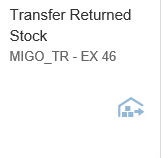 Transfer Returned
Stock
MIGO_TR - EX 46